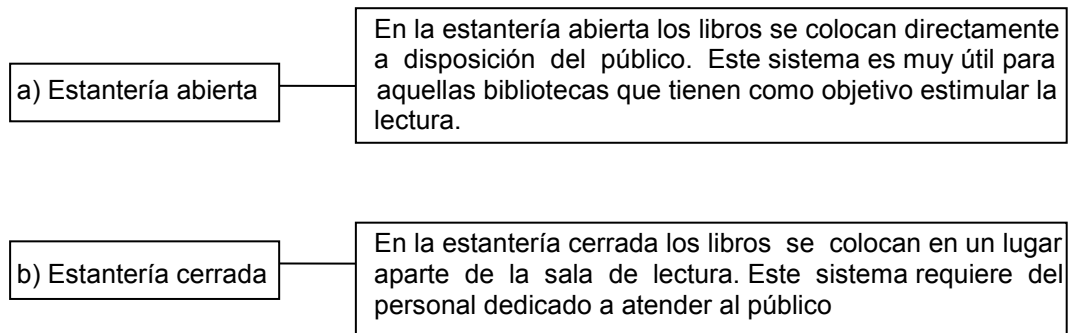 En la estantería abierta los libros se colocan directamente
a disposición del público. Este sistema es muy útil para
a) Estantería abierta
aquellas bibliotecas que tienen como objetivo estimular la
lectura.
En la estantería cerrada los libros se colocan en un lugar
b) Estantería cerrada
aparte de la sala de lectura. Este sistema requiere del
personal dedicado a atender al público